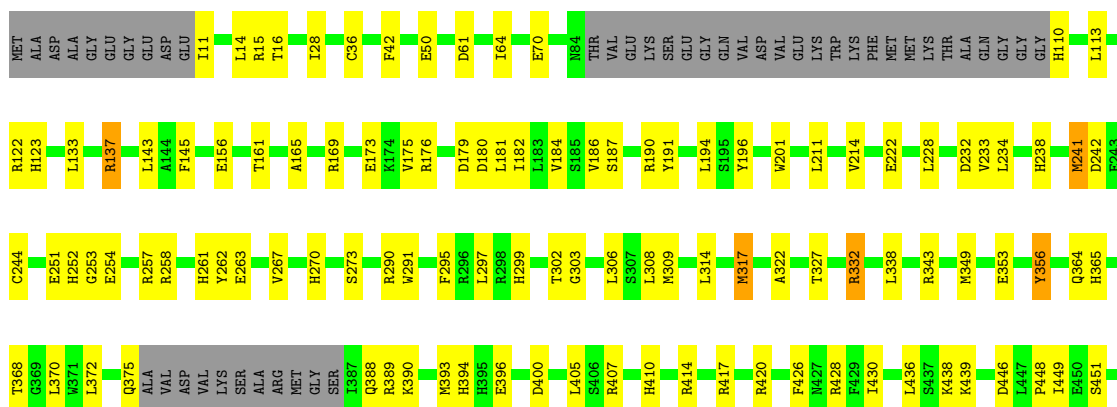 MET ALA ASP ALA GLY GLU GLY GLU ASP GLU I11 L14 R15 T16 I28 C36 F42 E50 D61 I64 E70 N84 THR VAL GLU LYS SER GLU GLY GLN VAL ASP VAL GLU LYS TRP LYS PHE MET MET LYS THR ALA GLN GLY GLY GLY H110 L113
R122 H123 L133 R137 L143 A144 F145 E156 T161 A165 R169 E173 K174 V175 R176 D179 D180 L181 I182 L183 V184 S185 V186 S187 R190 Y191 L194 S195 Y196 W201 L211 V214 E222 L228 D232 V233 L234 H238 M241 D242 F243
C244 E251 H252 G253 E254 R257 R258 H261 Y262 E263 V267 H270 S273 R290 W291 F295 R296 L297 R298 H299 T302 G303 L306 S307 L308 M309 L314 M317 A322 T327 R332 L338 R343 M349 E353 Y356 Q364 H365
T368 G369 L370 W371 L372 Q375 ALA VAL ASP VAL LYS SER ALA ARG MET GLY SER I387 Q388 R389 K390 M393 H394 H395 E396 D400 L405 S406 R407 H410 R414 R417 R420 F426 N427 R428 F429 I430 L436 S437 K438 K439 D446 L447 P448 I449 E450 S451